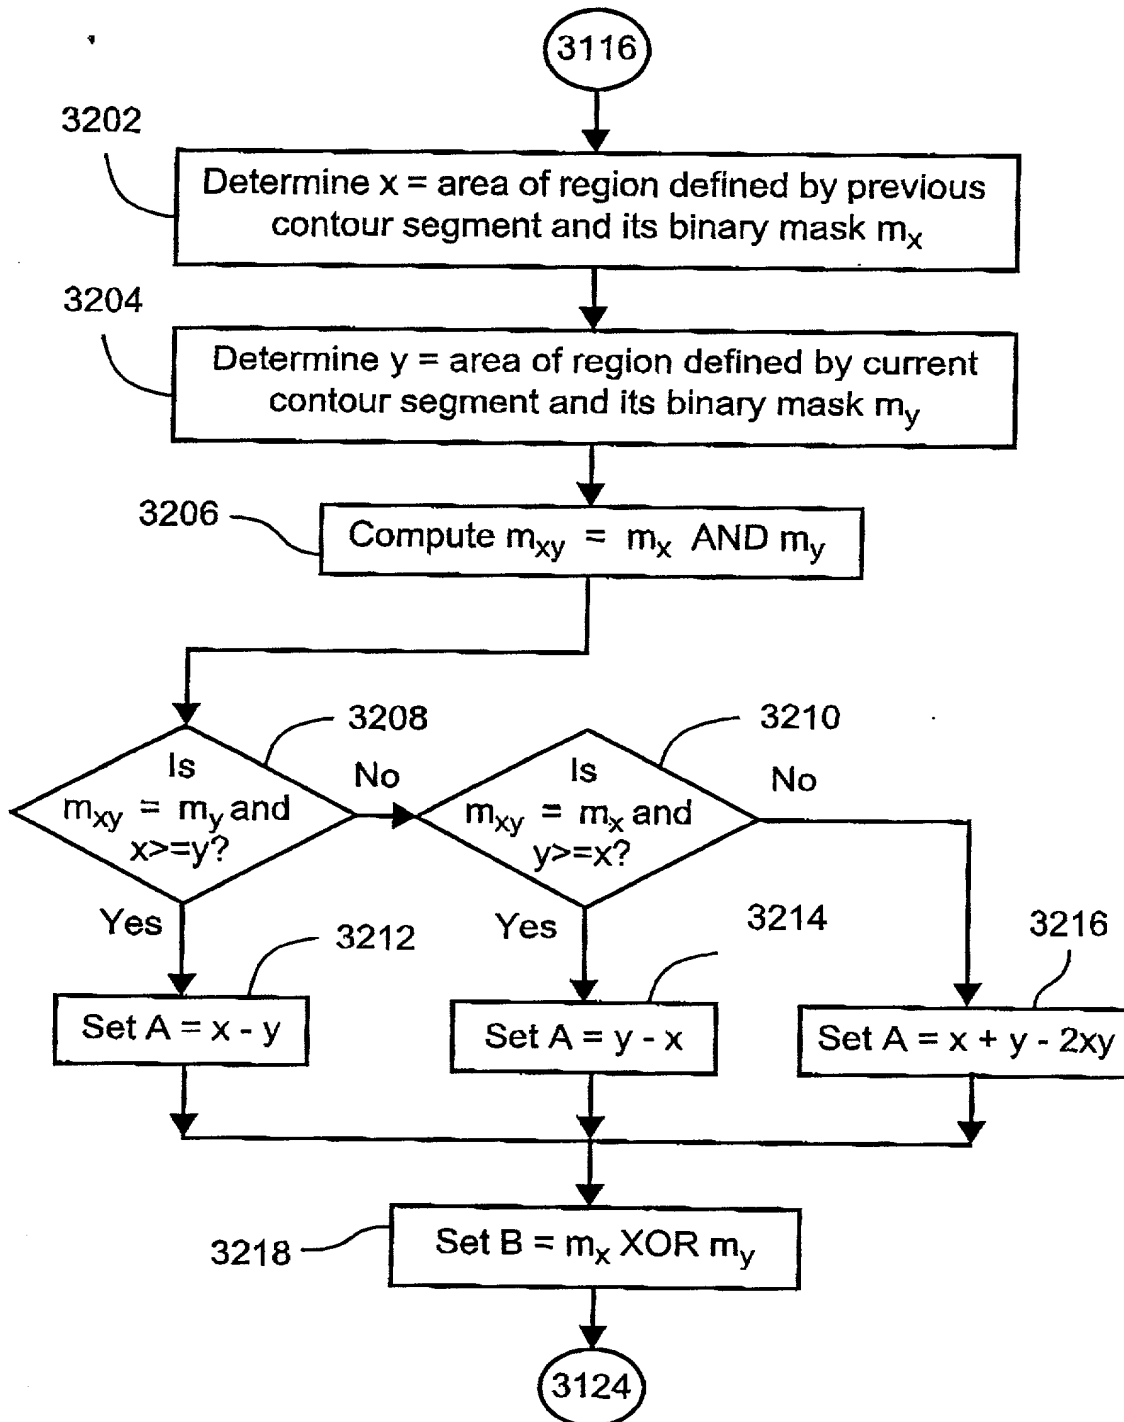 3116
3202
Determine x = area of region defined by previous
contour segment and its binary mask mx
3204
Determine y = area of region defined by current
contour segment and its binary mask my
3206
Compute mxy = mx AND my
3208
Is
mxy = my and
x>=y?
No
3210
Is
mxy = mx and
y>=x?
No
Yes
3212
Set A = x - y
Yes
3214
Set A = y - x
3216
Set A = x + y - 2xy
3218
Set B = mx XOR my
3124